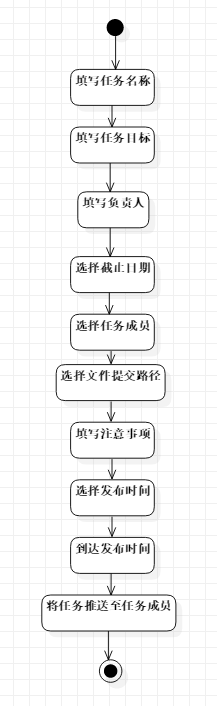 填写任务名称
填写任务目标
填写负责人
选择截止日期
选择任务成员
选择文件提交路径
填写注意事项
选择发布时间
到达发布时间
将任务推送至任务成员